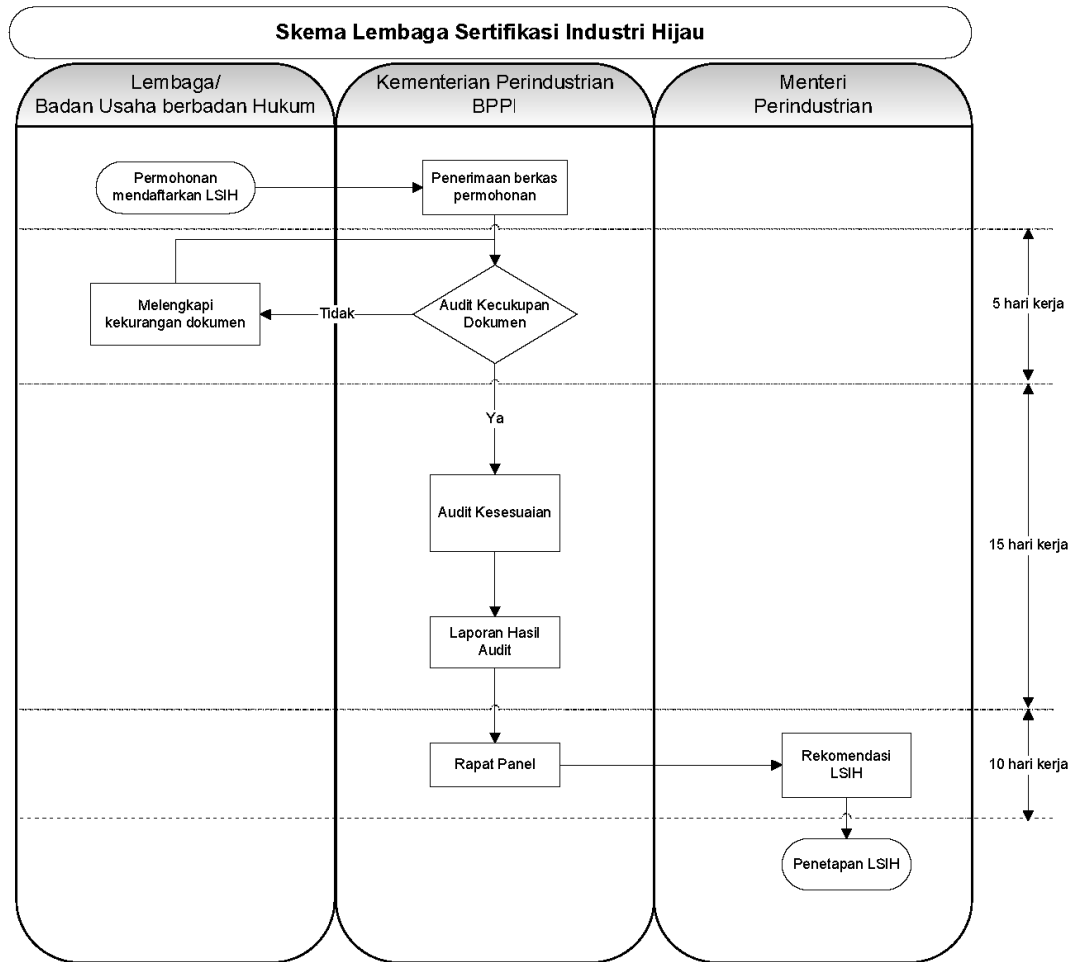 Skema Lembaga Sertifikasi Industri Hijau
Lembaga/
Badan Usaha berbadan Hukum
Kementerian Perindustrian
BPPI
Menteri
Perindustrian
Permohonan
mendaftarkan LSIH
Penerimaan berkas
permohonan
Melengkapi
kekurangan dokumen
Tidak
Audit Kecukupan
Dokumen
5 hari kerja
Ya
Audit Kesesuaian
15 hari kerja
Laporan Hasil
Audit
Rapat Panel
Rekomendasi
LSIH
10 hari kerja
Penetapan LSIH